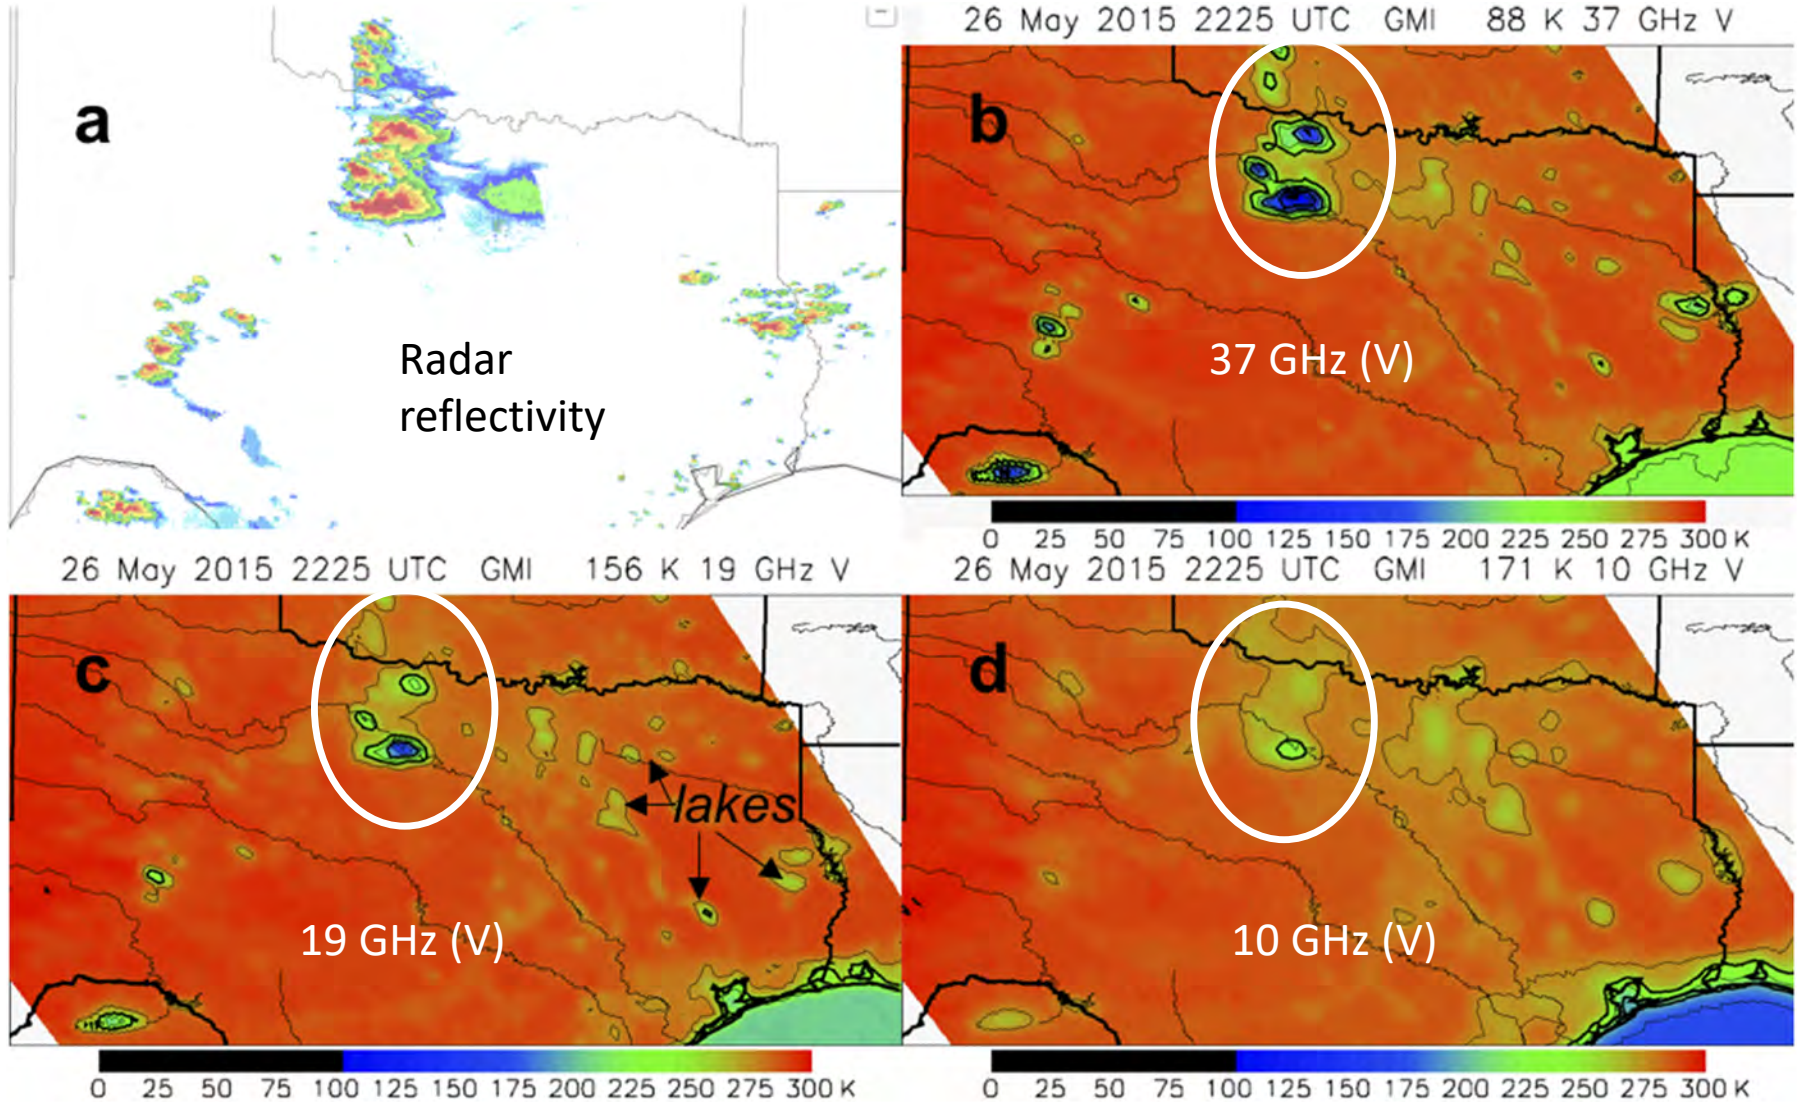 26 May 2015 2225 UTC GMI 88 K 37 GHz V
a
b
Radar
reflectivity
37 GHz (V)
0 25 50 75 100 125 150 175 200 225 250 275 300 K
0 25 50 75 100 125 150 175 200 225 250 275 300 K
26 May 2015 2225 UTC GMI 156 K 19 GHz V
26 May 2015 2225 UTC GMI 171 K 10 GHz V
c
d
lakes
19 GHz (V)
10 GHz (V)
0 25 50 75 100 125 150 175 200 225 250 275 300 K